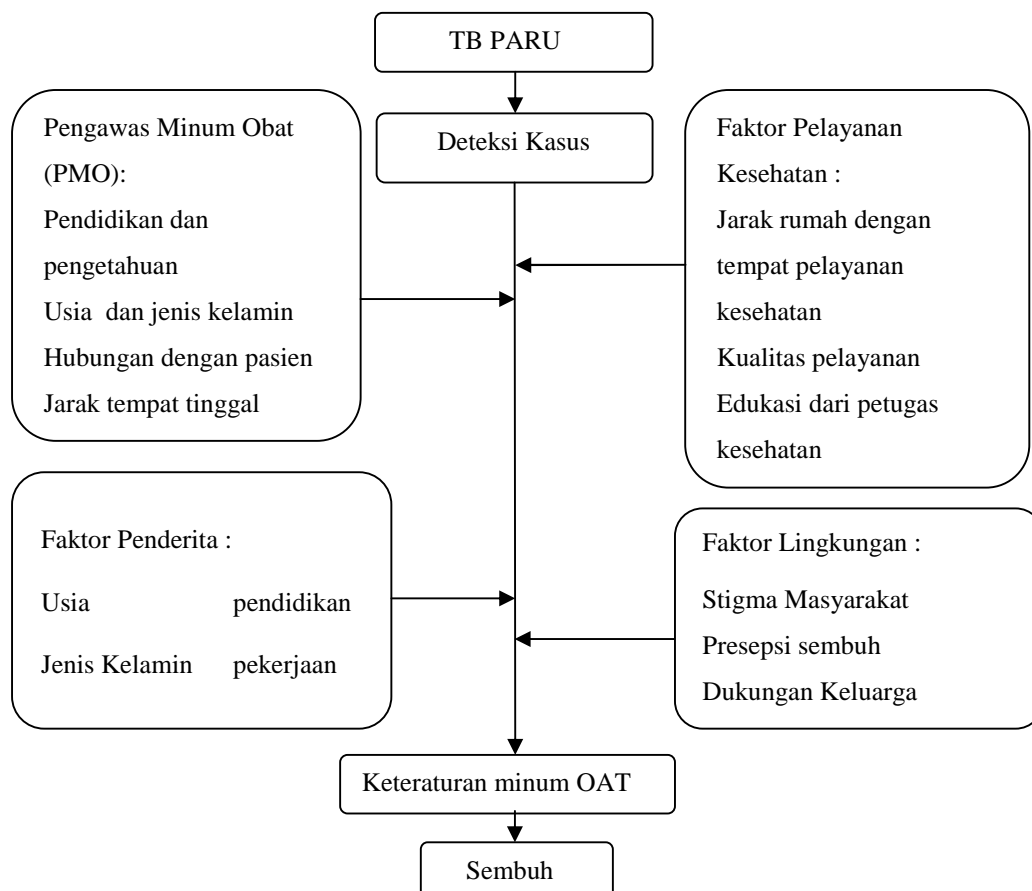 TB PARU
Deteksi Kasus
Pengawas Minum Obat
(PMO):
Pendidikan dan
pengetahuan
Usia dan jenis kelamin
Hubungan dengan pasien
Jarak tempat tinggal
Faktor Pelayanan
Kesehatan :
Jarak rumah dengan
tempat pelayanan
kesehatan
Kualitas pelayanan
Edukasi dari petugas
kesehatan
Faktor Penderita :
Usia pendidikan
Jenis Kelamin pekerjaan
Faktor Lingkungan :
Stigma Masyarakat
Presepsi sembuh
Dukungan Keluarga
Keteraturan minum OAT
Sembuh